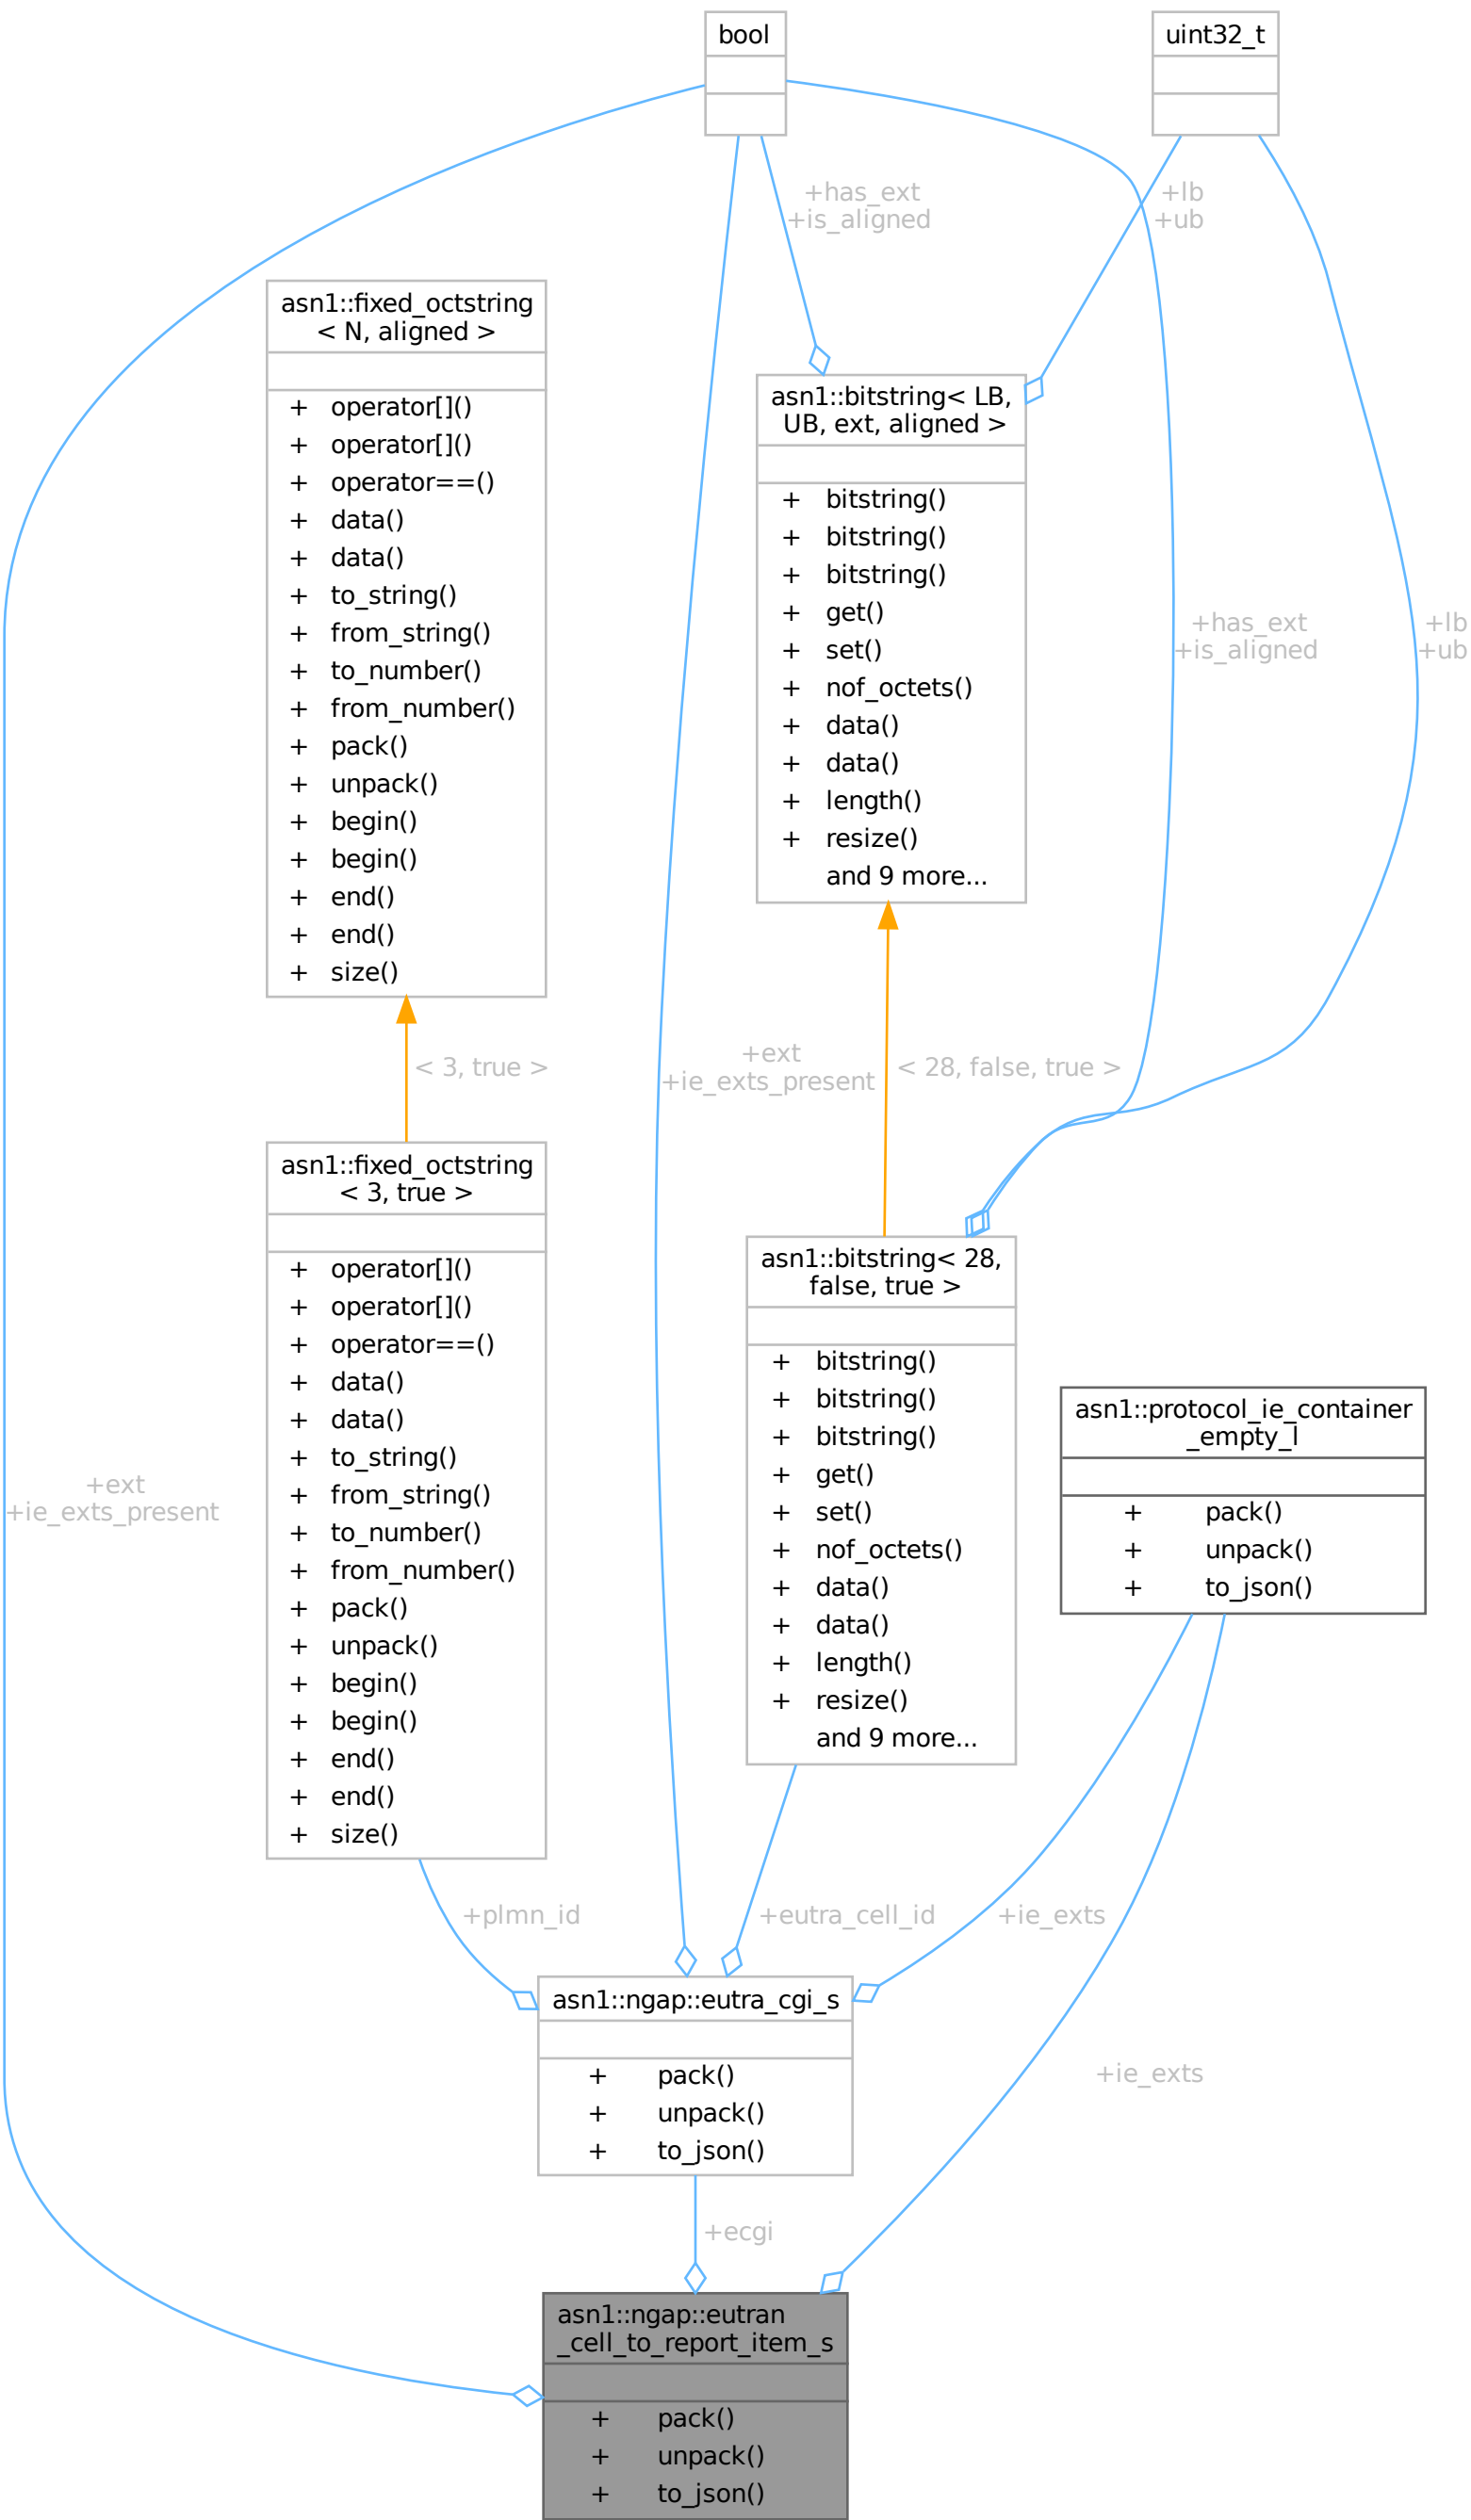 bool
uint32_t
+has_ext
+is_aligned
+lb
+ub
asn1::fixed_octstring
< N, aligned >
+ operator[]()
+ operator[]()
+ operator==()
+ data()
+ data()
+ to_string()
+ from_string()
+ to_number()
+ from_number()
+ pack()
+ unpack()
+ begin()
+ begin()
+ end()
+ end()
+ size()
asn1::bitstring< LB,
UB, ext, aligned >
+ bitstring()
+ bitstring()
+ bitstring()
+ get()
+ set()
+ nof_octets()
+ data()
+ data()
+ length()
+ resize()
and 9 more...
+has_ext
+is_aligned
+lb
+ub
< 3, true >
+ext
+ie_exts_present
< 28, false, true >
asn1::fixed_octstring
< 3, true >
+ operator[]()
+ operator[]()
+ operator==()
+ data()
+ data()
+ to_string()
+ from_string()
+ to_number()
+ from_number()
+ pack()
+ unpack()
+ begin()
+ begin()
+ end()
+ end()
+ size()
asn1::bitstring< 28,
false, true >
+ bitstring()
+ bitstring()
+ bitstring()
+ get()
+ set()
+ nof_octets()
+ data()
+ data()
+ length()
+ resize()
and 9 more...
asn1::protocol_ie_container
_empty_l
+ pack()
+ unpack()
+ to_json()
+ext
+ie_exts_present
+plmn_id
+eutra_cell_id
+ie_exts
asn1::ngap::eutra_cgi_s
+ pack()
+ unpack()
+ to_json()
+ie_exts
+ecgi
asn1::ngap::eutran
_cell_to_report_item_s
+ pack()
+ unpack()
+ to_json()